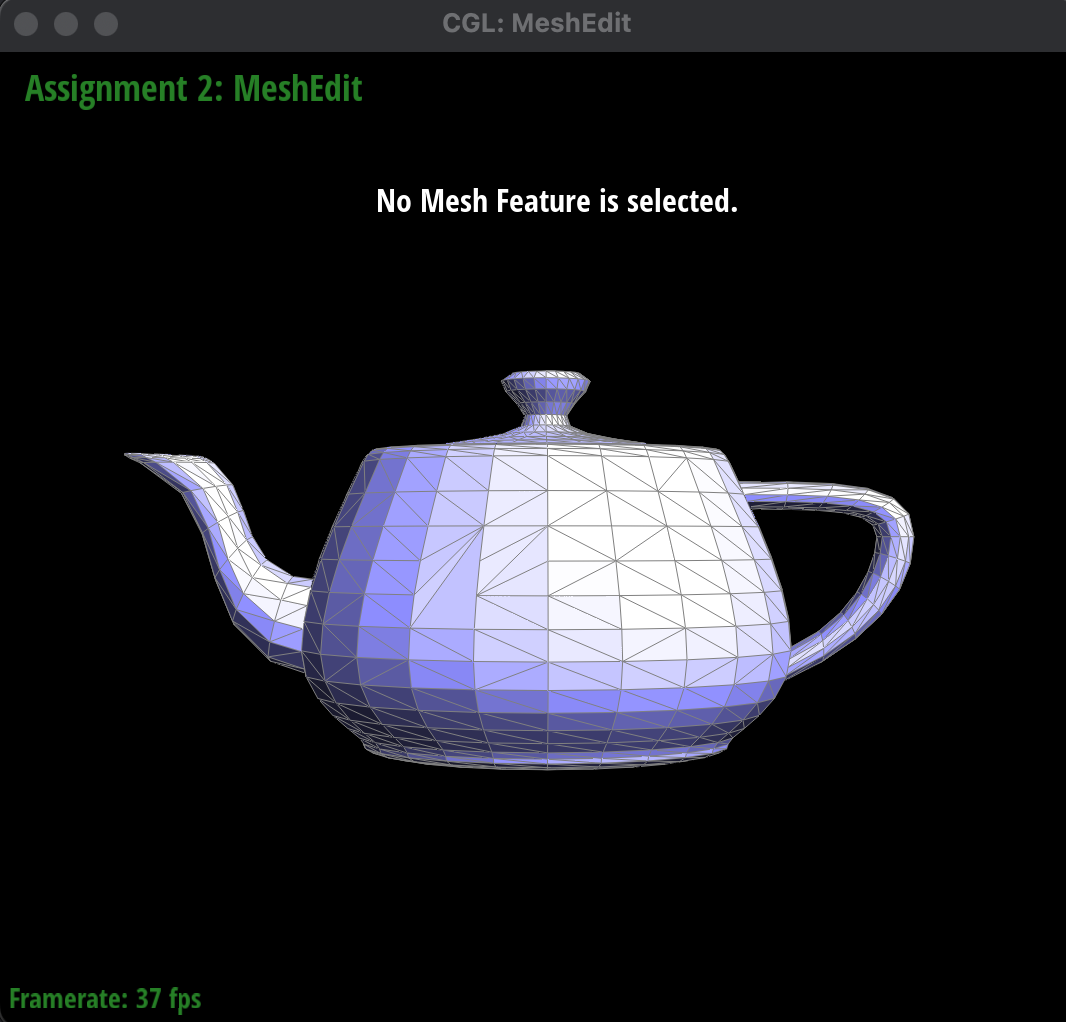 CGL: MeshEdit
Assignment 2: MeshEdit
No Mesh Feature is selected.
Framerate: 37 fps